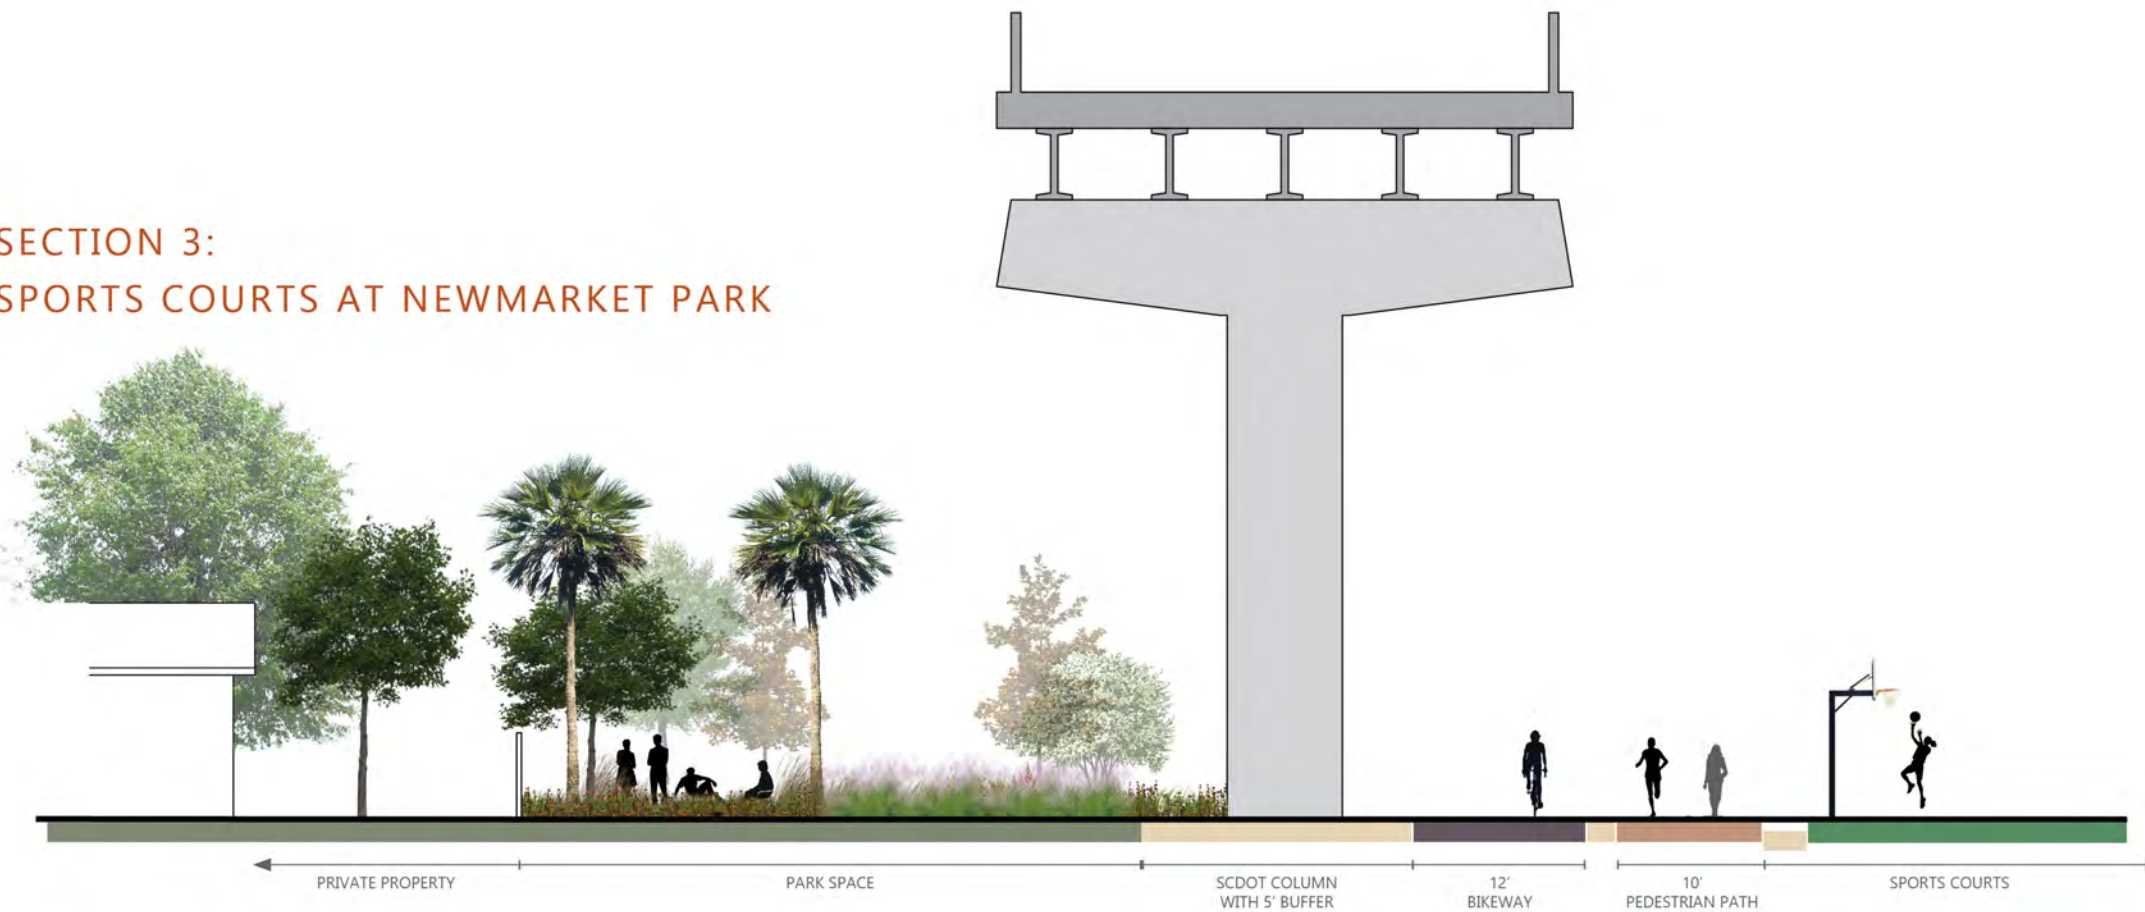 SECTION 3:
SPORTS COURTS AT NEWMARKET PARK
PRIVATE PROPERTY
PARK SPACE
SCDOT COLUMN
WITH 5' BUFFER
12'
BIKEWAY
10'
PEDESTRIAN PATH
SPORTS COURTS